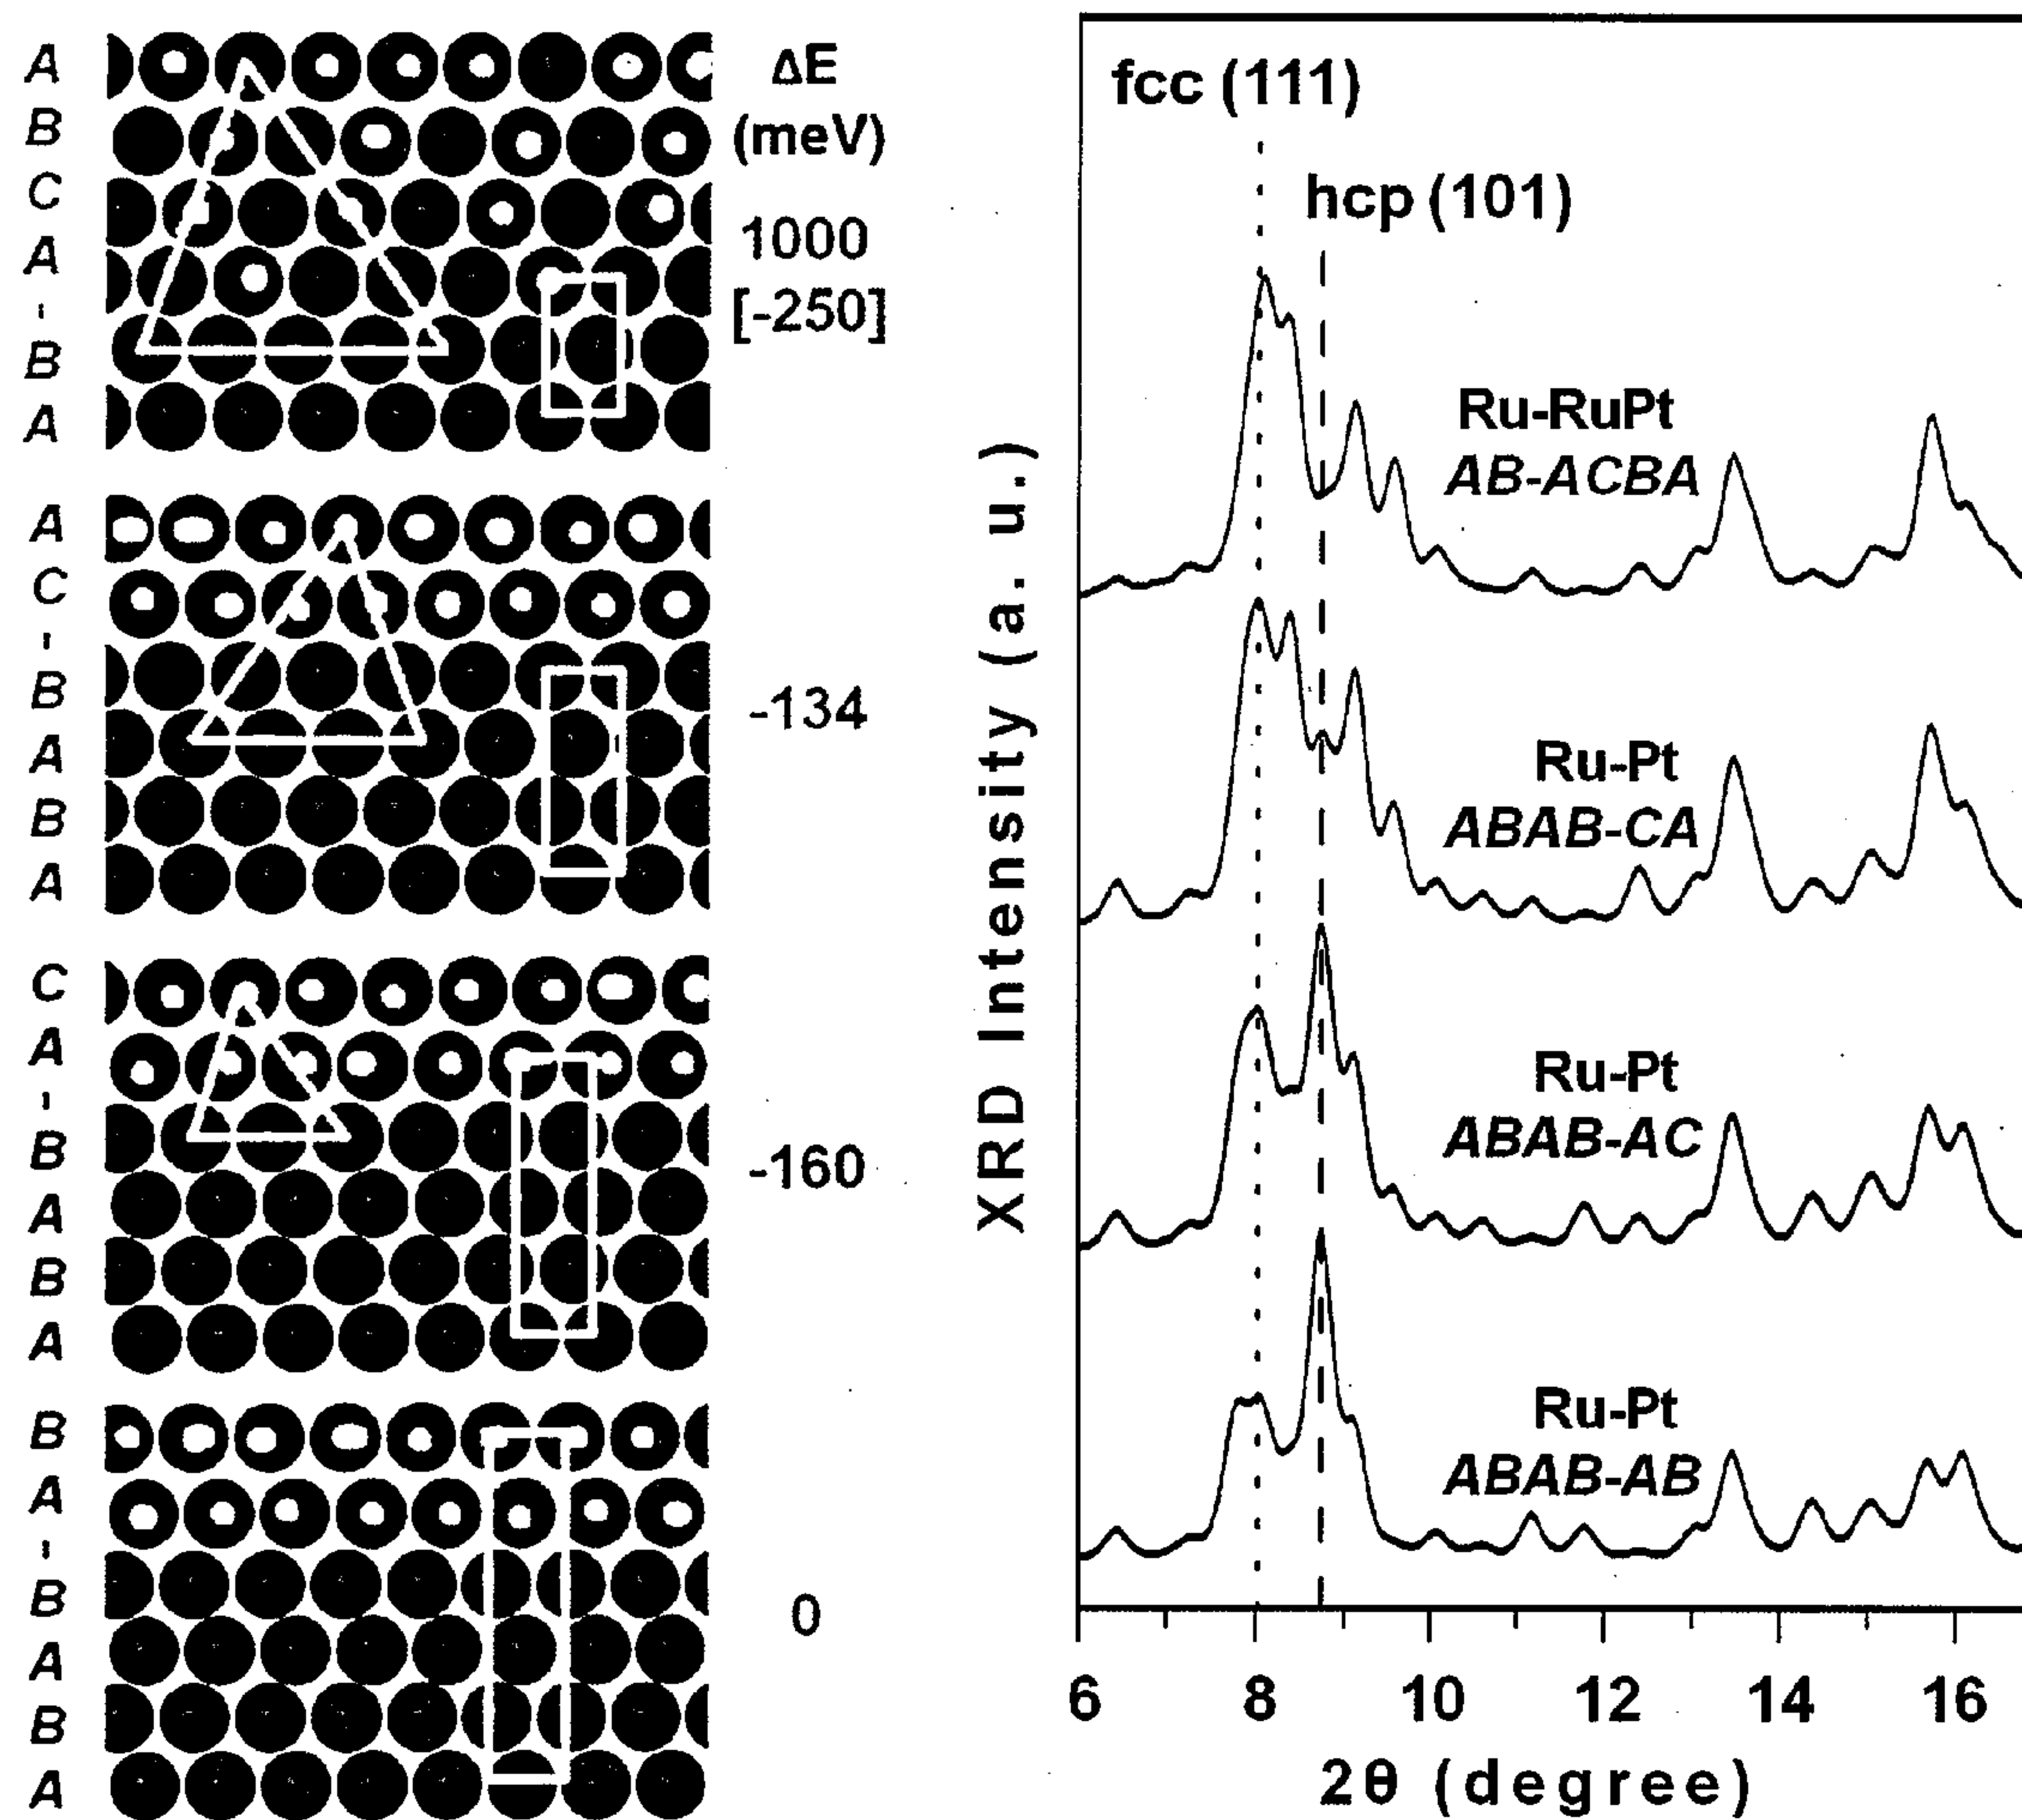 A
B
C
A
-
B
A
ΔE
(meV)
1000
[-250]
A
C
-
B
A
B
A
-134
C
A
-
B
A
B
A
-160
B
A
-
B
A
B
A
0
XRD Intensity (a. u.)
fcc (111)
hcp (101)
Ru-RuPt
AB-ACBA
Ru-Pt
ABAB-CA
Ru-Pt
ABAB-AC
Ru-Pt
ABAB-AB
6 8 10 12 14 16
2θ (degree)